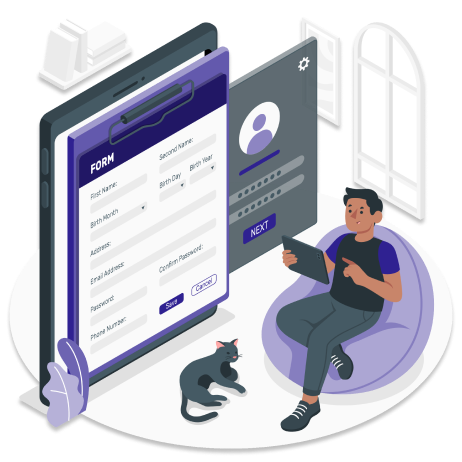 FORM
First Name:
Second Name:
Birth Month
Birth Day
Birth Year
Address:
Email Address:
Password:
Confirm Password:
Phone Number:
Save
Cancel
NEXT